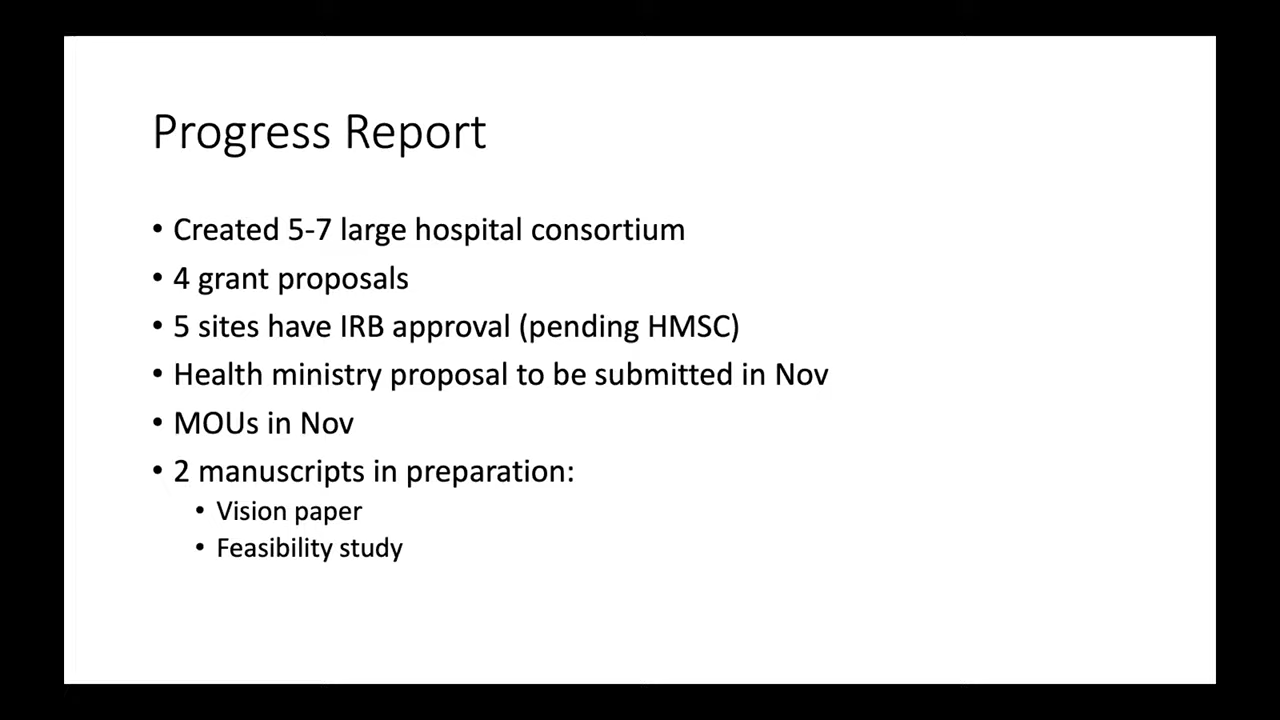 Progress Report
• Created 5-7 large hospital consortium
• 4 grant proposals
• 5 sites have IRB approval (pending HMSC)
• Health ministry proposal to be submitted in Nov
• MOUs in Nov
• 2 manuscripts in preparation:
• Vision paper
• Feasibility study